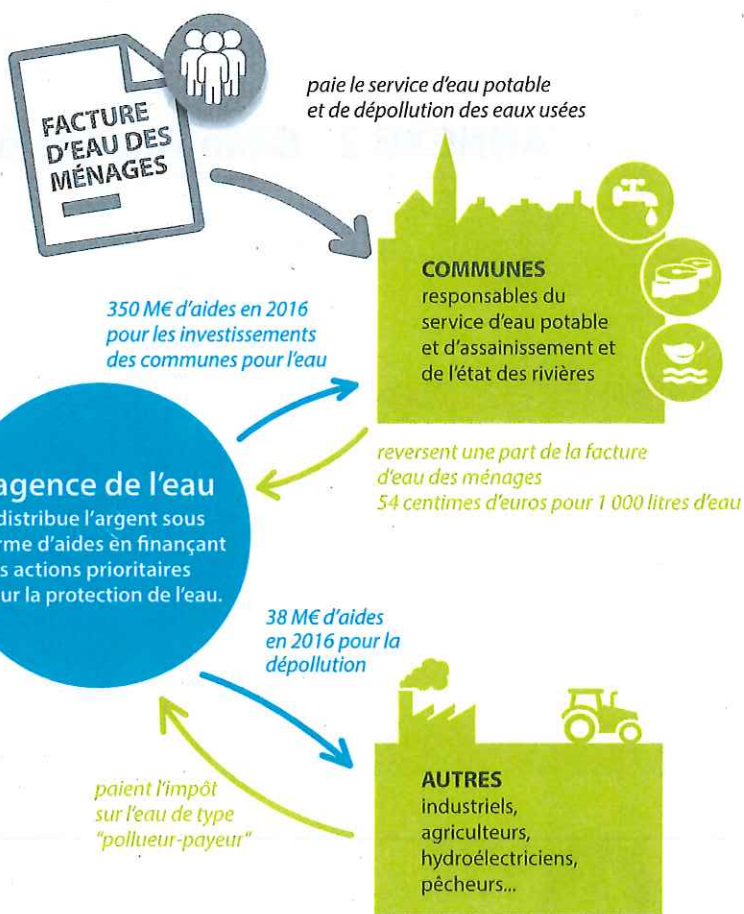 FACTURE
D'EAU DES
MÉNAGES
paie le service d'eau potable
et de dépollution des eaux usées
COMMUNES
responsables du
service d'eau potable
et d'assainissement et
de l'état des rivières
350 M€ d'aides en 2016
pour les investissements
des communes pour l'eau
reversent une part de la facture
d'eau des ménages
54 centimes d'euros pour 1 000 litres d'eau
agence de l'eau
distribue l'argent sous
d'aides en finançant
actions prioritaires
la protection de l'eau.
38 M€ d'aides
en 2016 pour la
dépollution
paient l'impôt
sur l'eau de type
"pollueur-payeur"
AUTRES
industriels,
agriculteurs,
hydroélectriciens,
pêcheurs...